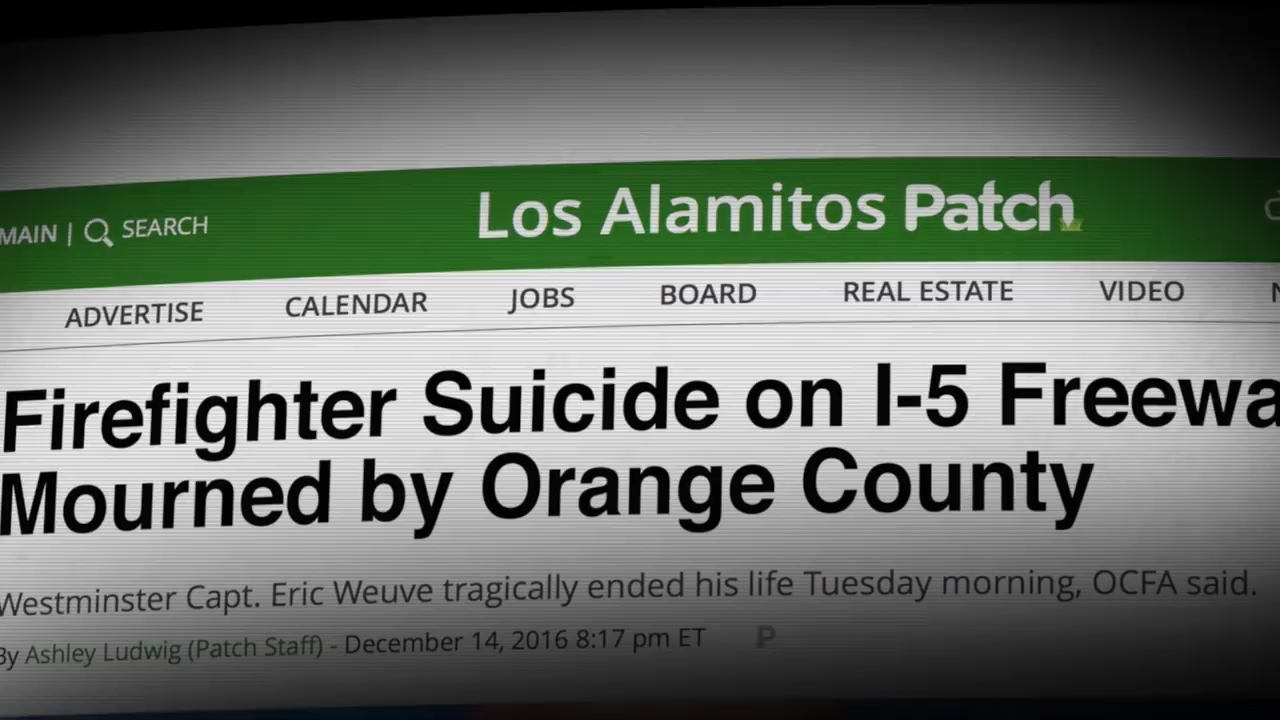 MAIN | SEARCH
Los Alamitos Patch
ADVERTISE CALENDAR JOBS BOARD REAL ESTATE VIDEO
Firefighter Suicide on I-5 Freewa
Mourned by Orange County
Westminster Capt. Eric Weuve tragically ended his life Tuesday morning, OCFA said.
By Ashley Ludwig (Patch Staff) - December 14, 2016 8:17 pm ET P